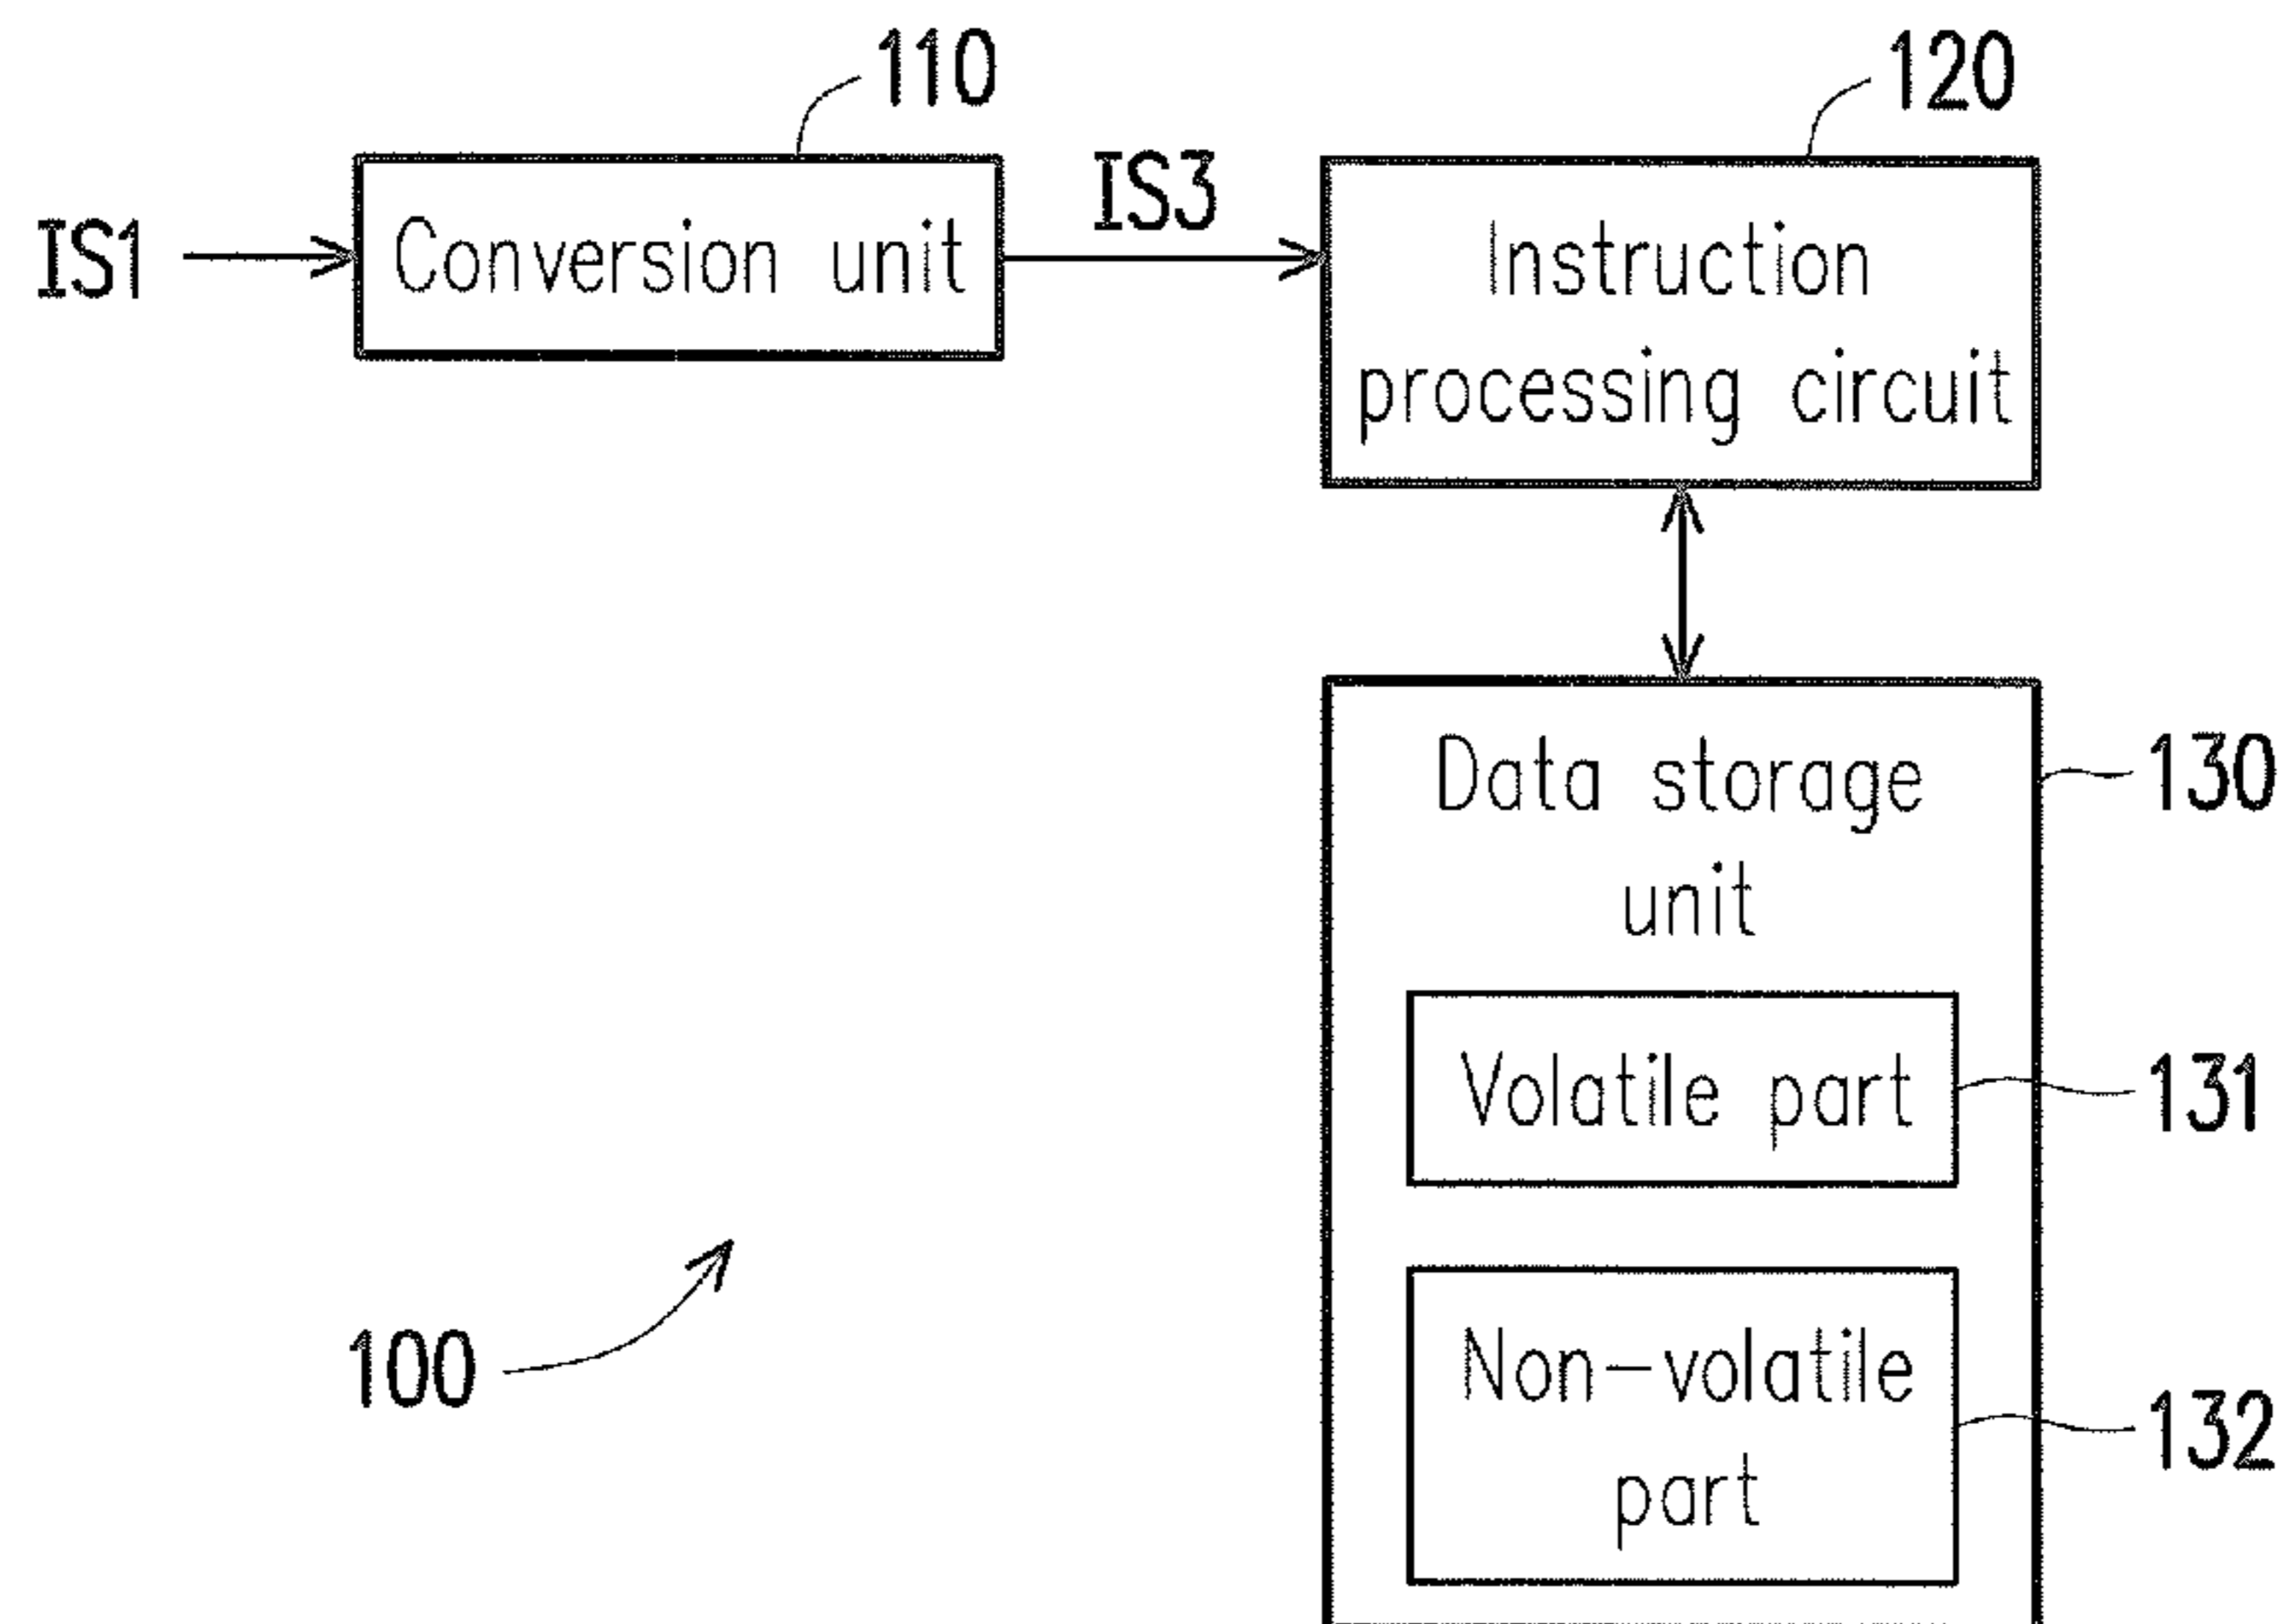 110
120
IS1
Conversion unit
IS3
Instruction
processing circuit
Data storage
unit
130
Volatile part
131
100
Non-volatile
part
132